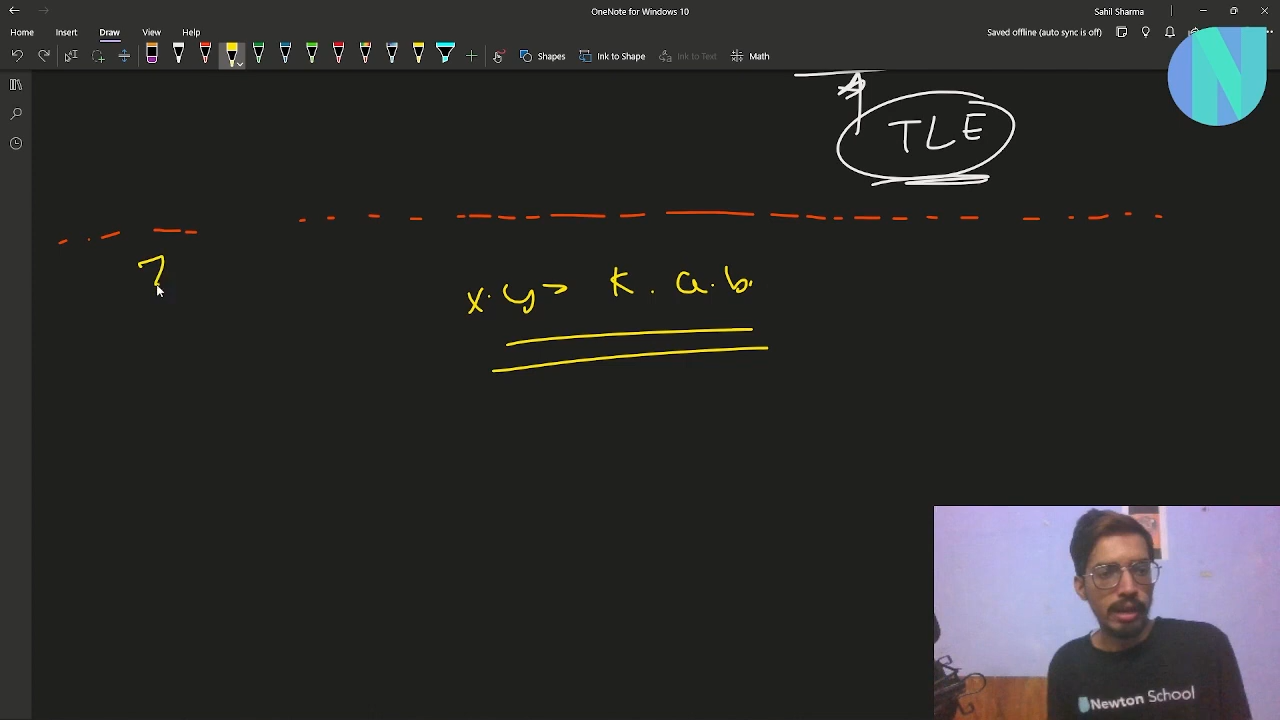 OneNote for Windows 10
Sahil Sharma
Home Insert Draw View Help
Saved offline (auto sync is off)
Shapes Ink to Shape Ink to Text Math
N
TLE
?
x.y → K.a.b.
Newton School